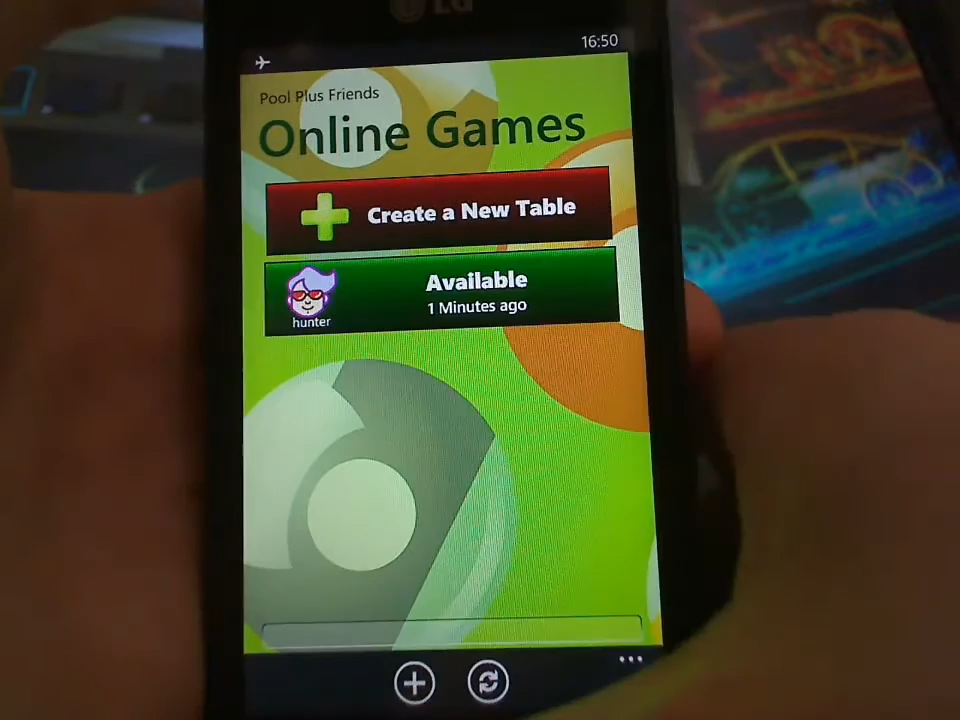 LG
16:50
Pool Plus Friends
Online Games
Create a New Table
Available
1 Minutes ago
hunter